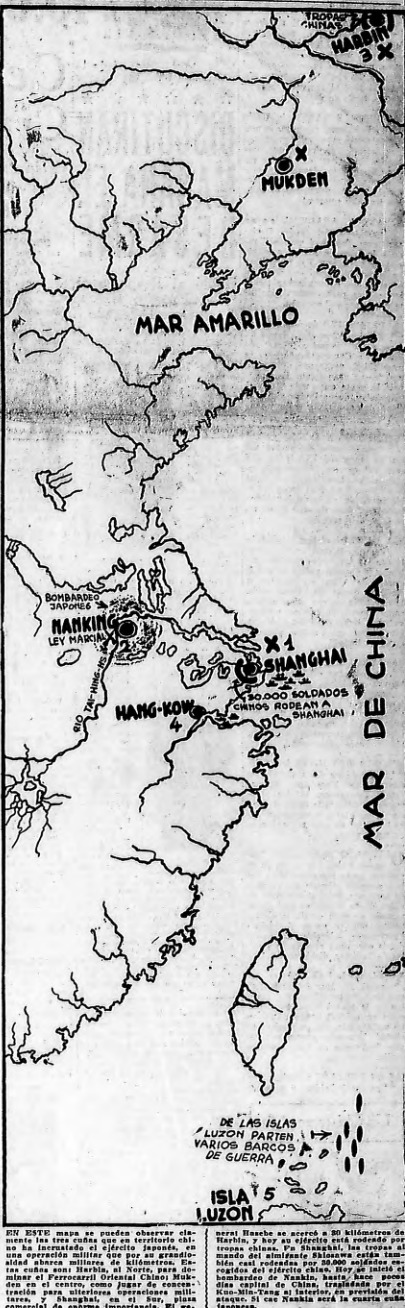 TROPAS
CHINAS
HARBIN
3 X
X
MUKDEN
MAR AMARILLO
BOMBARDEO
JAPONES
NANKING
LEY MARCIAL
2
X 1
SHANGHAI
30.000 SOLDADOS
CHINOS RODEAN A
SHANGHAI
HANG-KOW
4
RIO TAI-HING-HS
MAR DE CHINA
DE LAS ISLAS
LUZON PARTEN
VARIOS BARCOS
DE GUERRA
ISLA 5
LUZON
EN ESTE mapa se pueden observar cla-
mente las tres cuñas que en territorio chi-
no ha incrustado el ejército japonés, en
una operación militar que por su grandio-
sidad abarca millares de kilómetros. Es-
tas cuñas son: Harbin, al Norte, para do-
minar el Ferrocarril Oriental Chino; Muk-
den en el centro, como jugar de concen-
tración para ulteriores operaciones mili-
tares, y Shanghai, en el Sur, plaza
comercial de enorme importancia. El ge-
neral Hasebe se acercó a 30 kilómetros de
Harbin, y hoy su ejército está rodeado por
tropas chinas. En Shanghai, las tropas al
mando del almirante Shioanwa están tam-
bién casi rodeadas por 30.000 soldados es-
cogidos del ejército chino. Hoy se inició el
bombardeo de Nankin, hasta hace pocos
días capital de China, trasladada por el
Kuo-Min-Tang al interior, en previsión del
ataque. Si cae Nankin será la cuarta cuña
japonesa.